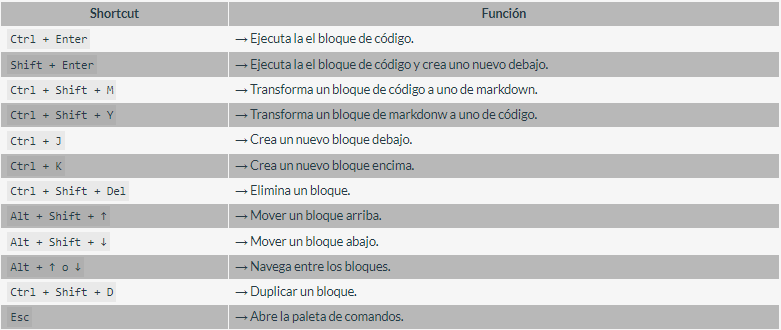 Shortcut Función
Ctrl + Enter → Ejecuta la el bloque de código.
Shift + Enter → Ejecuta la el bloque de código y crea uno nuevo debajo.
Ctrl + Shift + M → Transforma un bloque de código a uno de markdown.
Ctrl + Shift + Y → Transforma un bloque de markdonw a uno de código.
Ctrl + J → Crea un nuevo bloque debajo.
Ctrl + K → Crea un nuevo bloque encima.
Ctrl + Shift + Del → Elimina un bloque.
Alt + Shift + ↑ → Mover un bloque arriba.
Alt + Shift + ↓ → Mover un bloque abajo.
Alt + ↑ o ↓ → Navega entre los bloques.
Ctrl + Shift + D → Duplicar un bloque.
Esc → Abre la paleta de comandos.